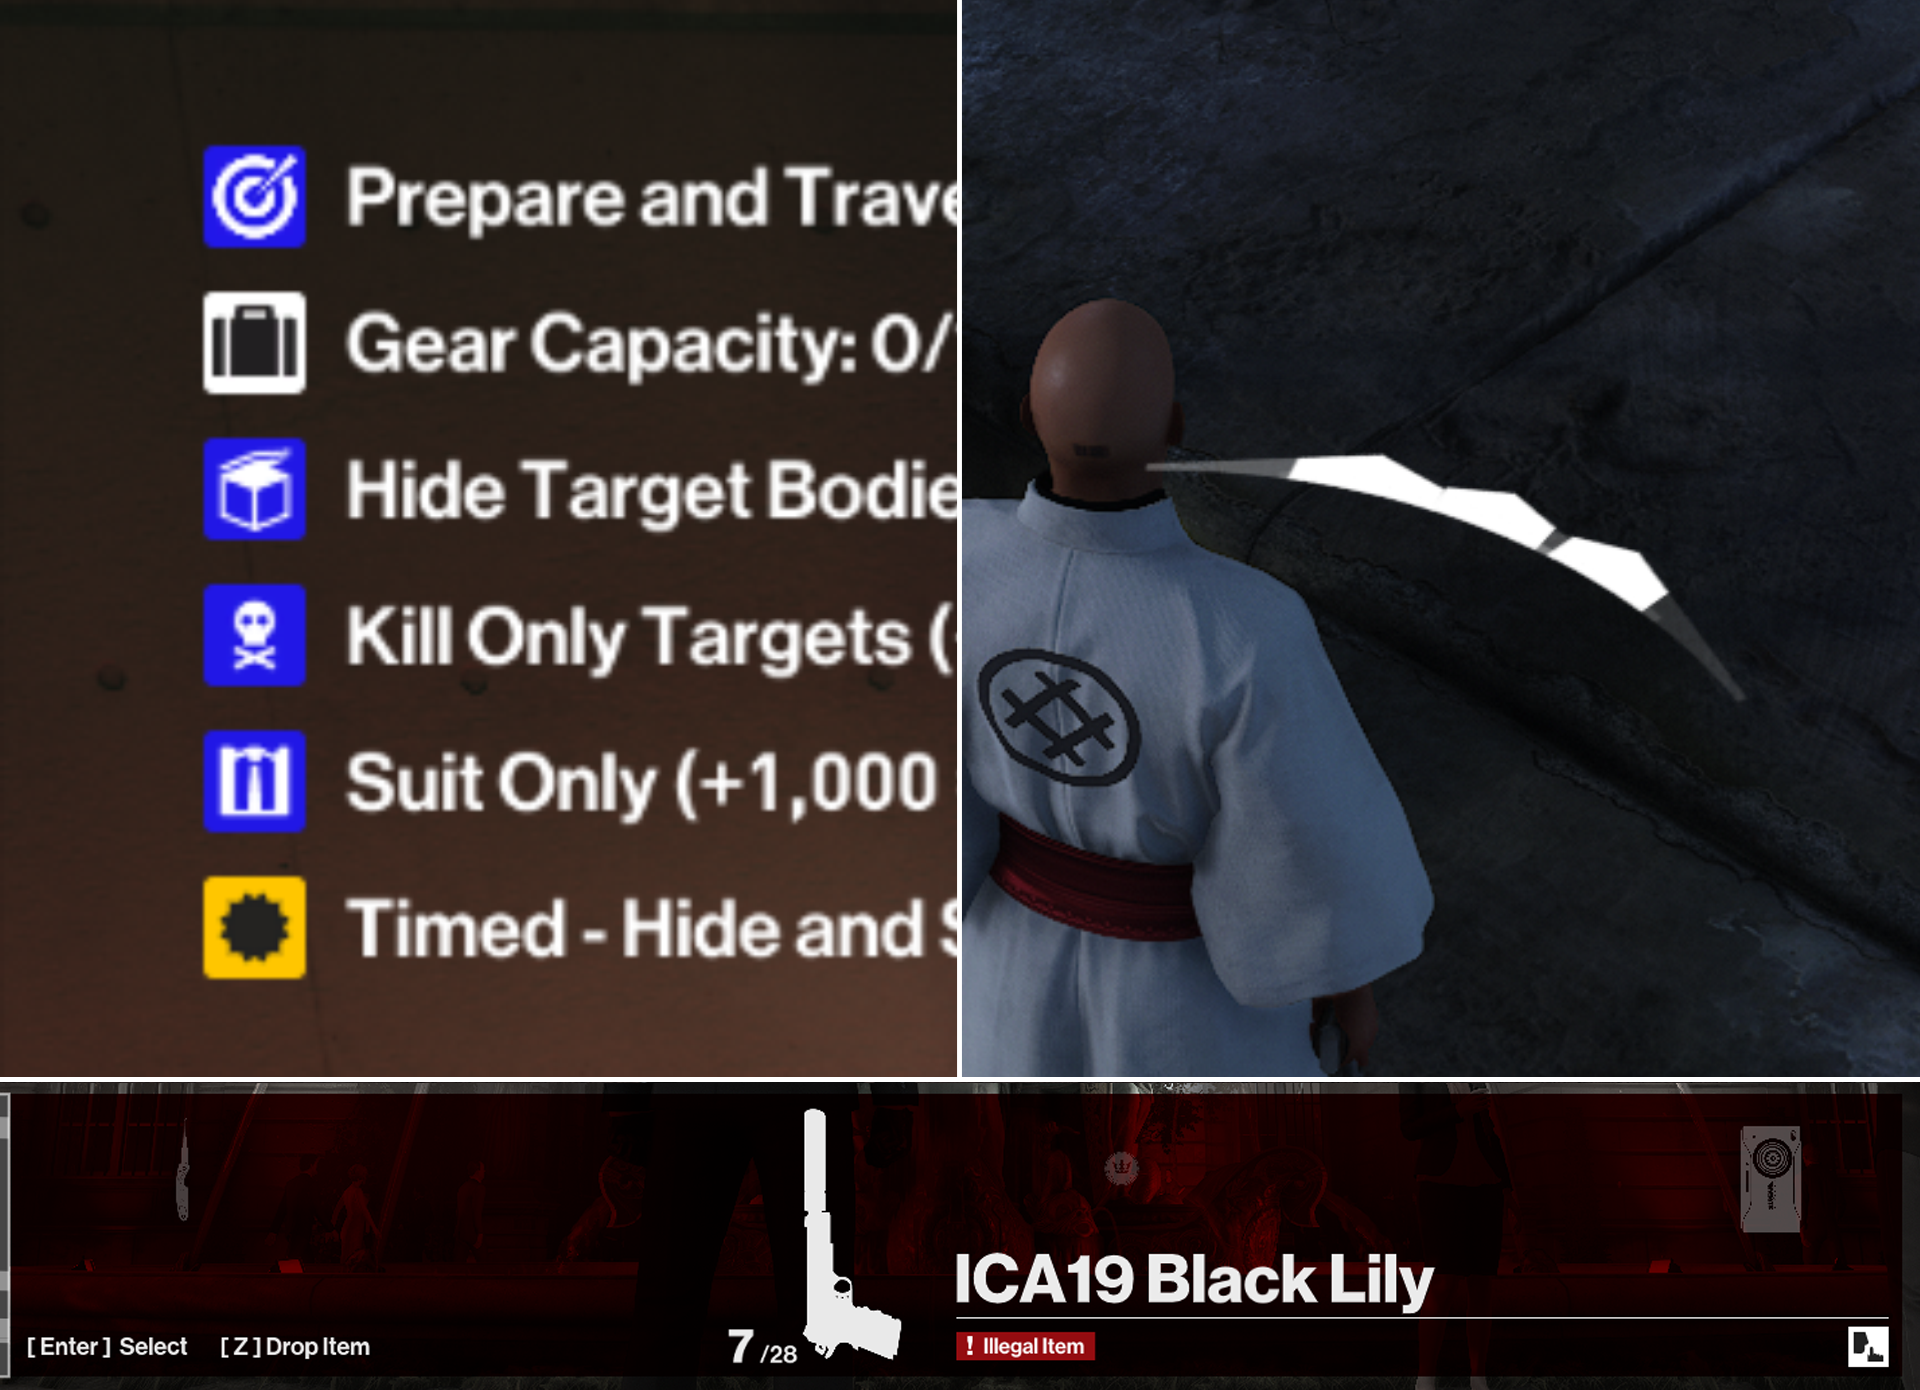 Prepare and Trave
Gear Capacity: 0/
Hide Target Bodie
Kill Only Targets (
Suit Only (+1,000
Timed - Hide and S
ICA19 Black Lily
[ Enter ] Select [ Z ] Drop Item 7 /28 ! Illegal Item